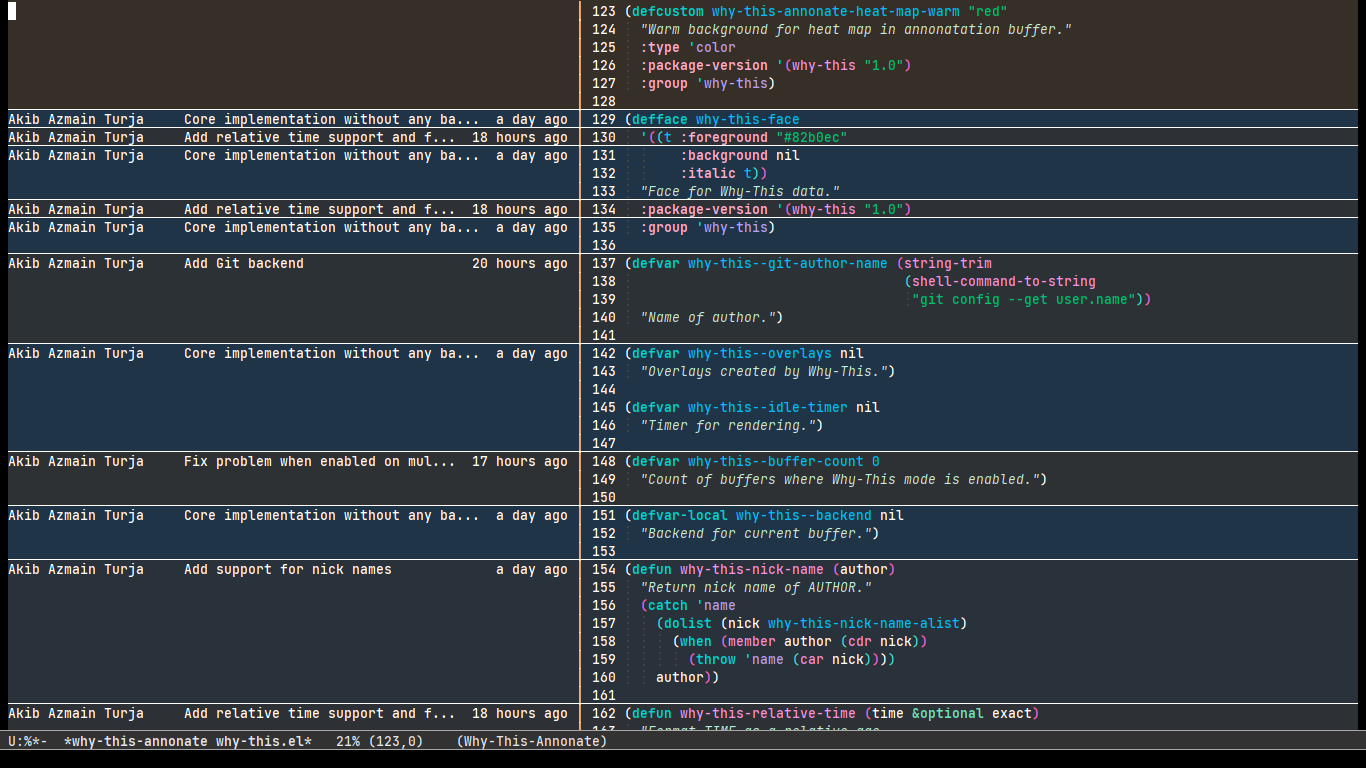 123 (defcustom why-this-annonate-heat-map-warm "red"
124 "Warm background for heat map in annonatation buffer."
125 :type 'color
126 :package-version '(why-this "1.0")
127 :group 'why-this)
128
Akib Azmain Turja Core implementation without any ba... a day ago 129 (defface why-this-face
Akib Azmain Turja Add relative time support and f... 18 hours ago 130 '((t :foreground "#82b0ec"
Akib Azmain Turja Core implementation without any ba... a day ago 131 :background nil
132 :italic t))
133 "Face for Why-This data."
Akib Azmain Turja Add relative time support and f... 18 hours ago 134 :package-version '(why-this "1.0")
Akib Azmain Turja Core implementation without any ba... a day ago 135 :group 'why-this)
136
Akib Azmain Turja Add Git backend 20 hours ago 137 (defvar why-this--git-author-name (string-trim
138 (shell-command-to-string
139 "git config --get user.name"))
140 "Name of author.")
141
Akib Azmain Turja Core implementation without any ba... a day ago 142 (defvar why-this--overlays nil
143 "Overlays created by Why-This.")
144
145 (defvar why-this--idle-timer nil
146 "Timer for rendering.")
147
Akib Azmain Turja Fix problem when enabled on mul... 17 hours ago 148 (defvar why-this--buffer-count 0
149 "Count of buffers where Why-This mode is enabled.")
150
Akib Azmain Turja Core implementation without any ba... a day ago 151 (defvar-local why-this--backend nil
152 "Backend for current buffer.")
153
Akib Azmain Turja Add support for nick names a day ago 154 (defun why-this-nick-name (author)
155 "Return nick name of AUTHOR."
156 (catch 'name
157 (dolist (nick why-this-nick-name-alist)
158 (when (member author (cdr nick))
159 (throw 'name (car nick))))
160 author))
161
Akib Azmain Turja Add relative time support and f... 18 hours ago 162 (defun why-this-relative-time (time &optional exact)
163 "Format TIME as a relative age
U:%*- *why-this-annonate why-this.el* 21% (123,0) (Why-This-Annonate)